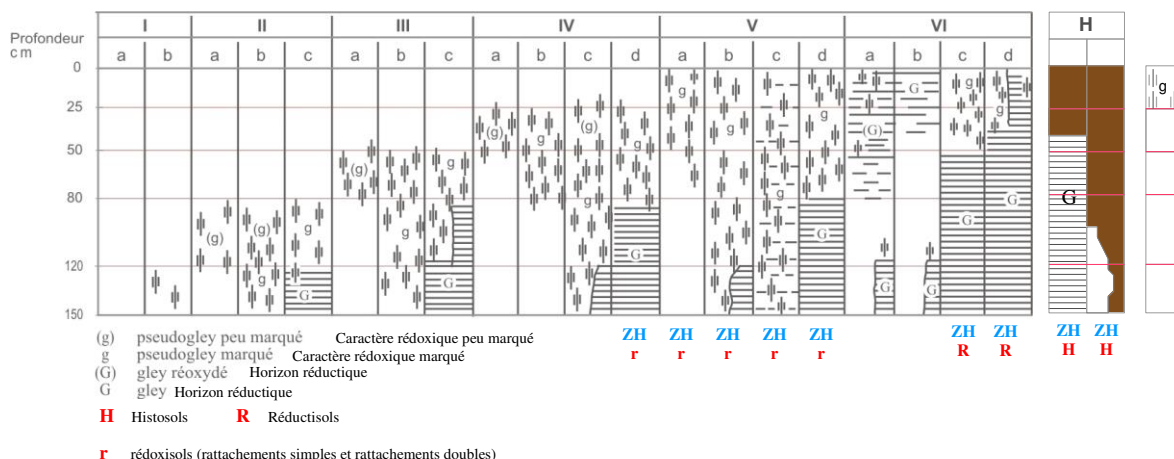 I II III IV V VI H
Profondeur
cm
a b a b c a b c a b c d a b c d a b c d
0
25
50
80
120
150
(g) (g) g (g) g (g) g (g) g g (g) g g g g g g (G) G g g G g
g G g G g G g G G G G G G G
(g) pseudogley peu marqué Caractère rédoxique peu marqué
g pseudogley marqué Caractère rédoxique marqué
(G) gley réoxydé Horizon réductique
G gley Horizon réductique
ZH ZH ZH ZH ZH ZH ZH ZH ZH
r r r r r R R H H
H Histosols R Réductisols
r rédoxisols (rattachements simples et rattachements doubles)